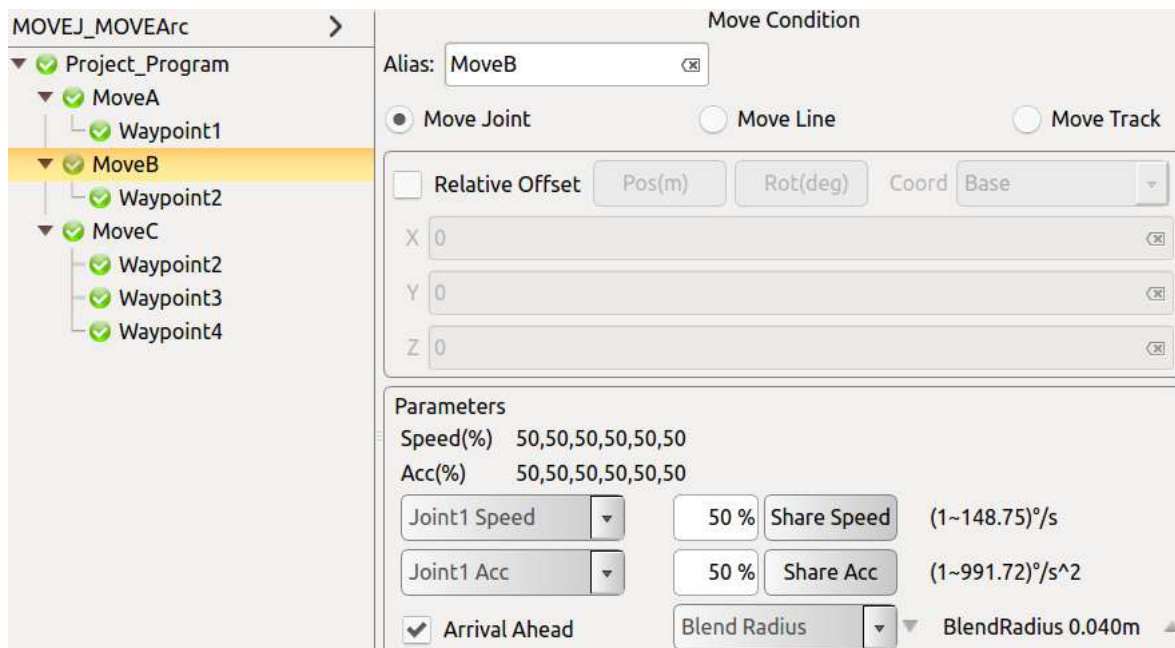 MOVEJ_MOVEArc
Project_Program
MoveA
Waypoint1
MoveB
Waypoint2
MoveC
Waypoint2
Waypoint3
Waypoint4
Move Condition
Alias: MoveB
Move Joint Move Line Move Track
Relative Offset Pos(m) Rot(deg) Coord Base
X 0
Y 0
Z 0
Parameters
Speed(%) 50,50,50,50,50,50
Acc(%) 50,50,50,50,50,50
Joint1 Speed 50 % Share Speed (1~148.75)°/s
Joint1 Acc 50 % Share Acc (1~991.72)°/s^2
Arrival Ahead Blend Radius BlendRadius 0.040m